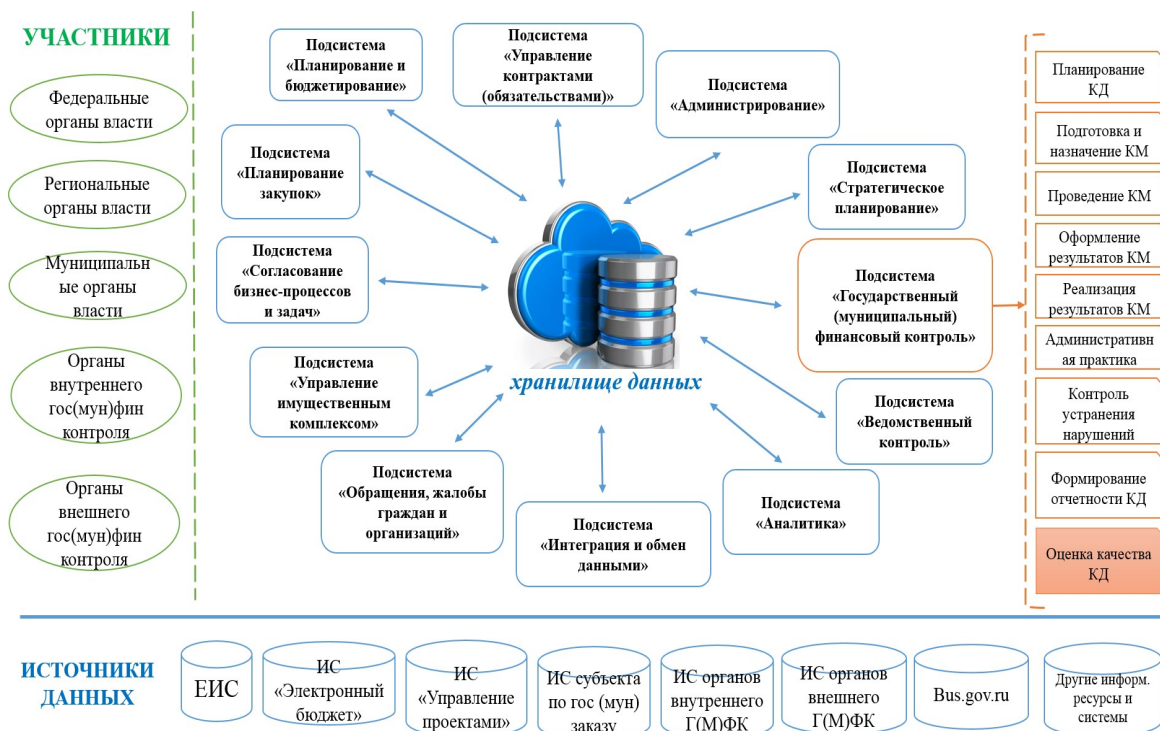 УЧАСТНИКИ
Федеральные
органы власти
Региональные
органы власти
Муниципальн
ые органы
власти
Органы
внутреннего
гос(мун)фин
контроля
Органы
внешнего
гос(мун)фин
контроля
Подсистема
«Планирование и
бюджетирование»
Подсистема
«Управление
контрактами
(обязательствами)»
Подсистема
«Администрирование»
Подсистема
«Планирование
закупок»
Подсистема
«Стратегическое
планирование»
Подсистема
«Согласование
бизнес-процессов
и задач»
Подсистема
«Государственный
(муниципальный)
финансовый контроль»
хранилище данных
Подсистема
«Управление
имущественным
комплексом»
Подсистема
«Ведомственный
контроль»
Подсистема
«Обращения, жалобы
граждан и
организаций»
Подсистема
«Интеграция и обмен
данными»
Подсистема
«Аналитика»
Планирование
КД
Подготовка и
назначение КМ
Проведение КМ
Оформление
результатов КМ
Реализация
результатов КМ
Административн
ая практика
Контроль
устранения
нарушений
Формирование
отчетности КД
Оценка качества
КД
ИСТОЧНИКИ
ДАННЫХ
ЕИС
ИС
«Электронный
бюджет»
ИС
«Управление
проектами»
ИС субъекта
по гос (мун)
заказу
ИС органов
внутреннего
Г(М)ФК
ИС органов
внешнего
Г(М)ФК
Bus.gov.ru
Другие информ.
ресурсы и
системы